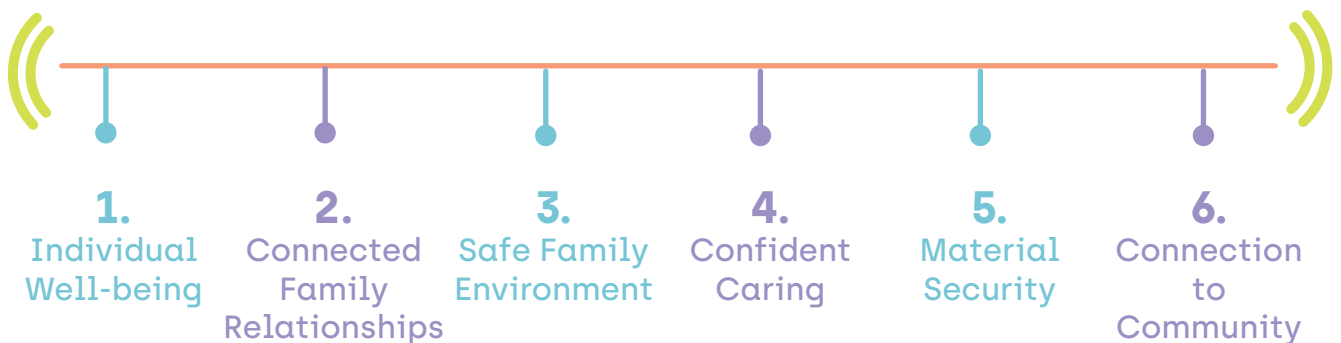 1.
Individual
Well-being
2.
Connected
Family
Relationships
3.
Safe Family
Environment
4.
Confident
Caring
5.
Material
Security
6.
Connection
to
Community